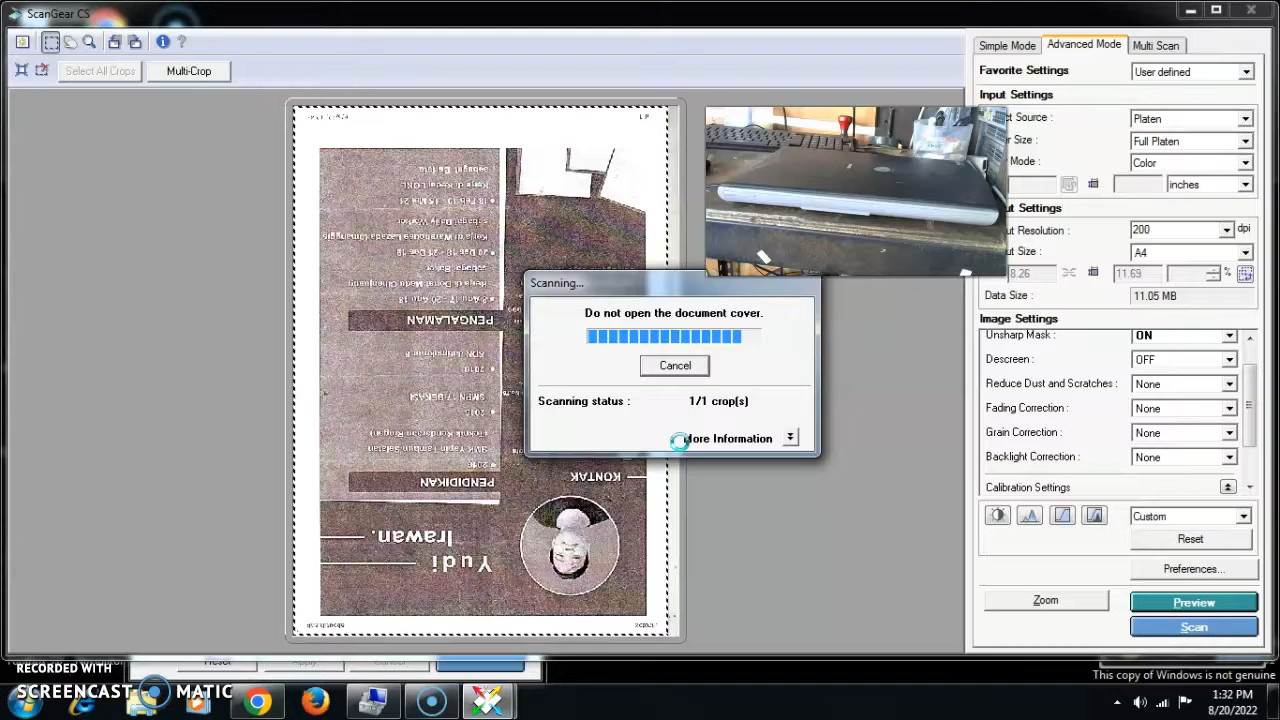 ScanGear CS
Simple Mode
Advanced Mode
Multi Scan
Select All Crops
Multi-Crop
Favorite Settings
User defined
Input Settings
Platen
Full Platen
Color
inches
200
dpi
A4
8.26
11.69
%
Data Size :
11.05 MB
Image Settings
Unsharp Mask :
ON
Descreen :
OFF
Reduce Dust and Scratches :
None
Fading Correction :
None
Grain Correction :
None
Backlight Correction :
None
Calibration Settings
Custom
Reset
Preferences...
Zoom
Preview
Scan
Scanning...
Do not open the document cover.
Cancel
Scanning status :
1/1 crop(s)
More Information
PENGALAMAN
SMPN 17 BEKASI
2016
PENDIDIKAN
KONTAK
Irawan.
Yudi
RECORDED WITH
SCREENCAST MATIC
This copy of Windows is not genuine
1:32 PM
8/20/2022